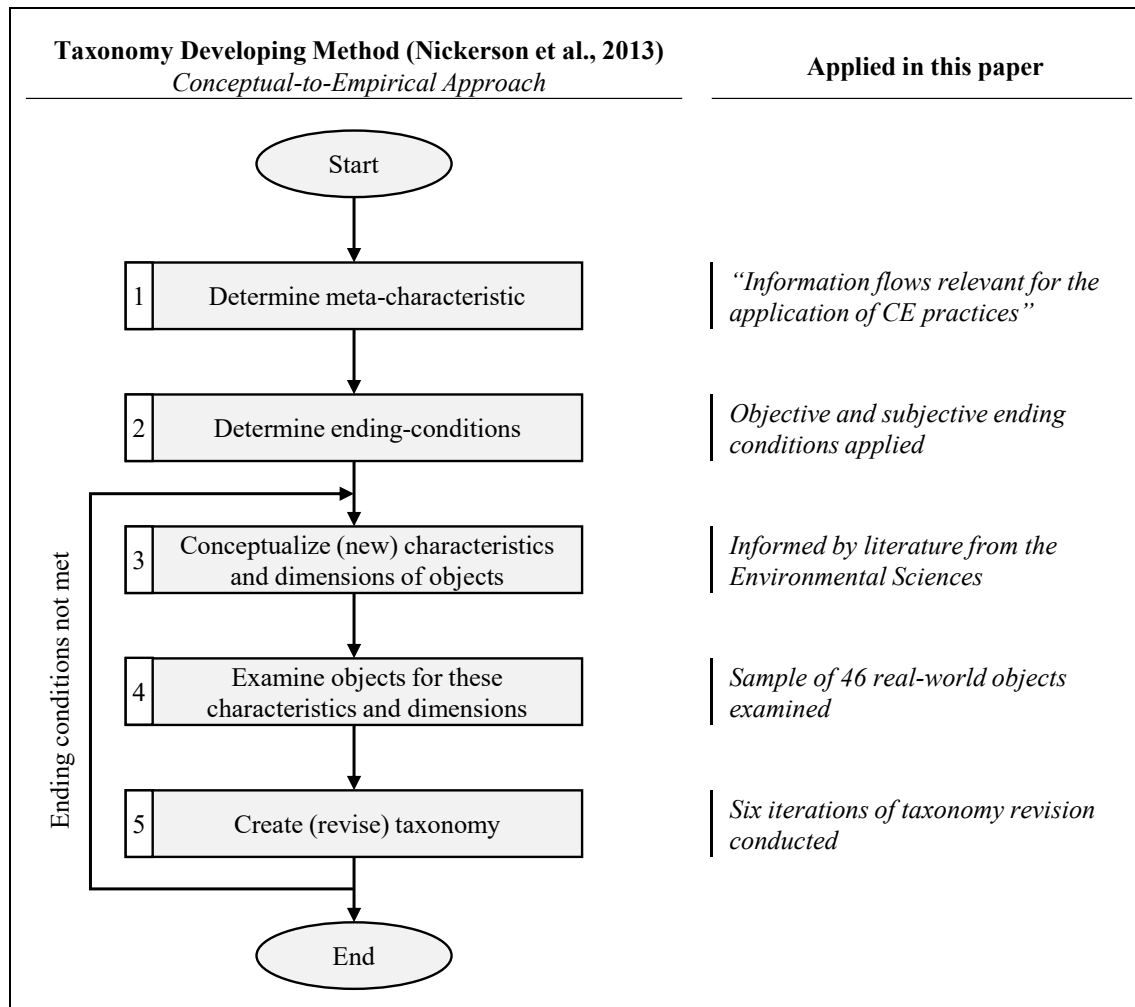 Taxonomy Developing Method (Nickerson et al., 2013)
Conceptual-to-Empirical Approach
Applied in this paper
Start
1
Determine meta-characteristic
“Information flows relevant for the
application of CE practices”
2
Determine ending-conditions
Objective and subjective ending
conditions applied
Ending conditions not met
3
Conceptualize (new) characteristics
and dimensions of objects
Informed by literature from the
Environmental Sciences
4
Examine objects for these
characteristics and dimensions
Sample of 46 real-world objects
examined
5
Create (revise) taxonomy
Six iterations of taxonomy revision
conducted
End